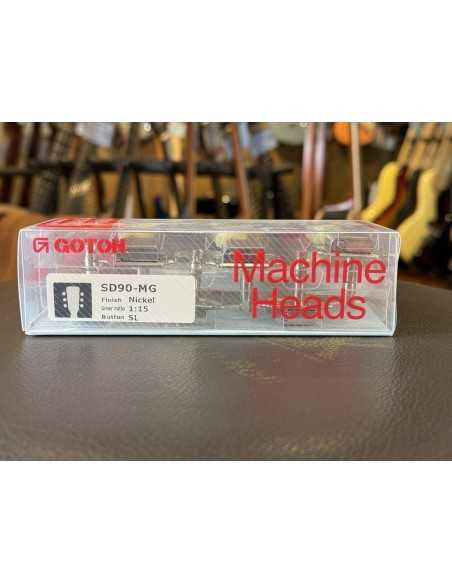 GOTOH
SD90-MG
Finish Nickel
Gear ratio 1:15
Button SL
Machine
Heads